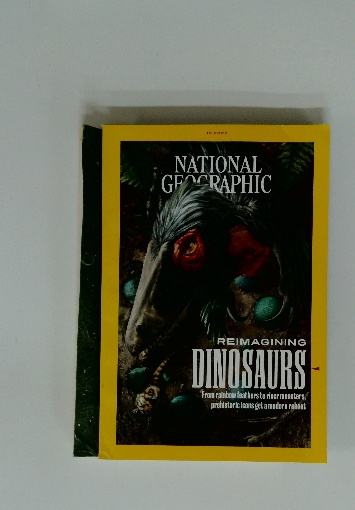 NATIONAL
GEOGRAPHIC
REIMAGINING
DINOSAURS
From rainbow feathers to river monsters,
prehistoric icons get a modern reboot